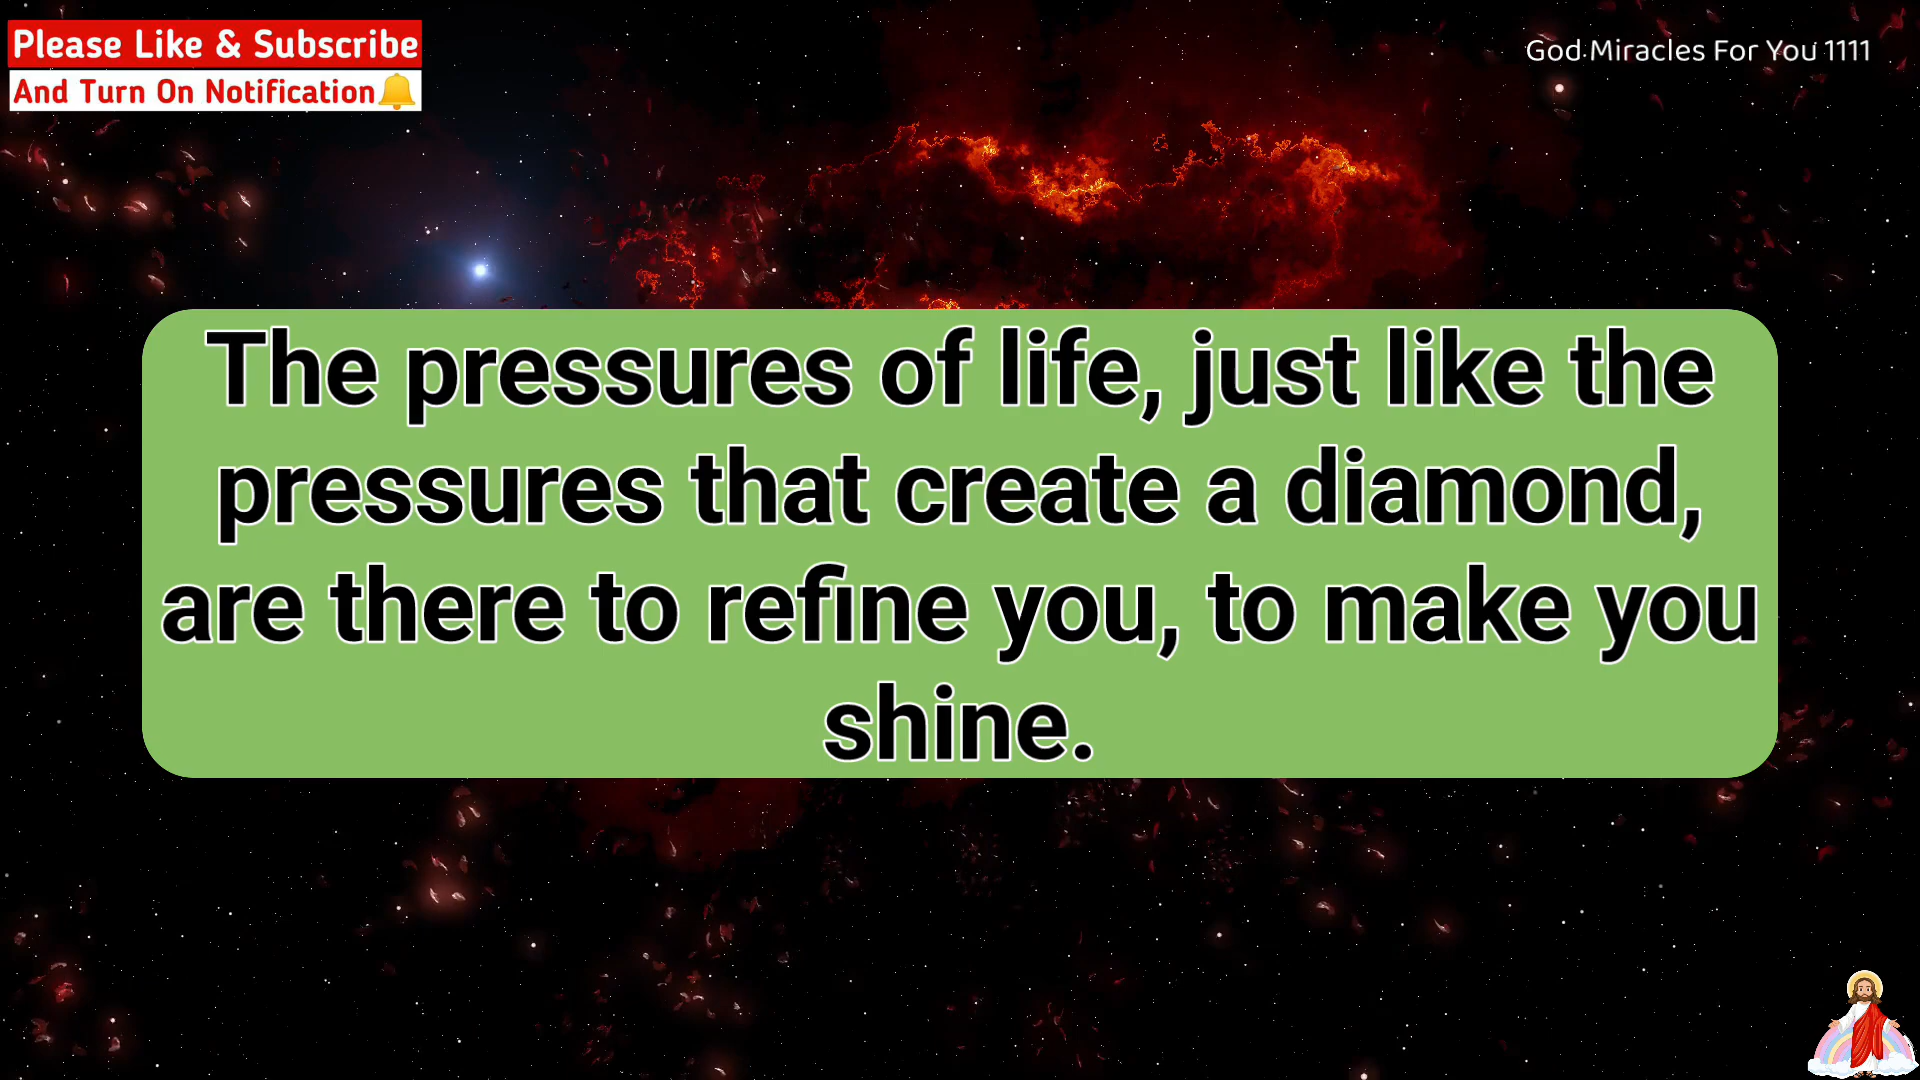 Please Like & Subscribe
And Turn On Notification🔔
God Miracles For You 1111
The pressures of life, just like the
pressures that create a diamond,
are there to refine you, to make you
shine.